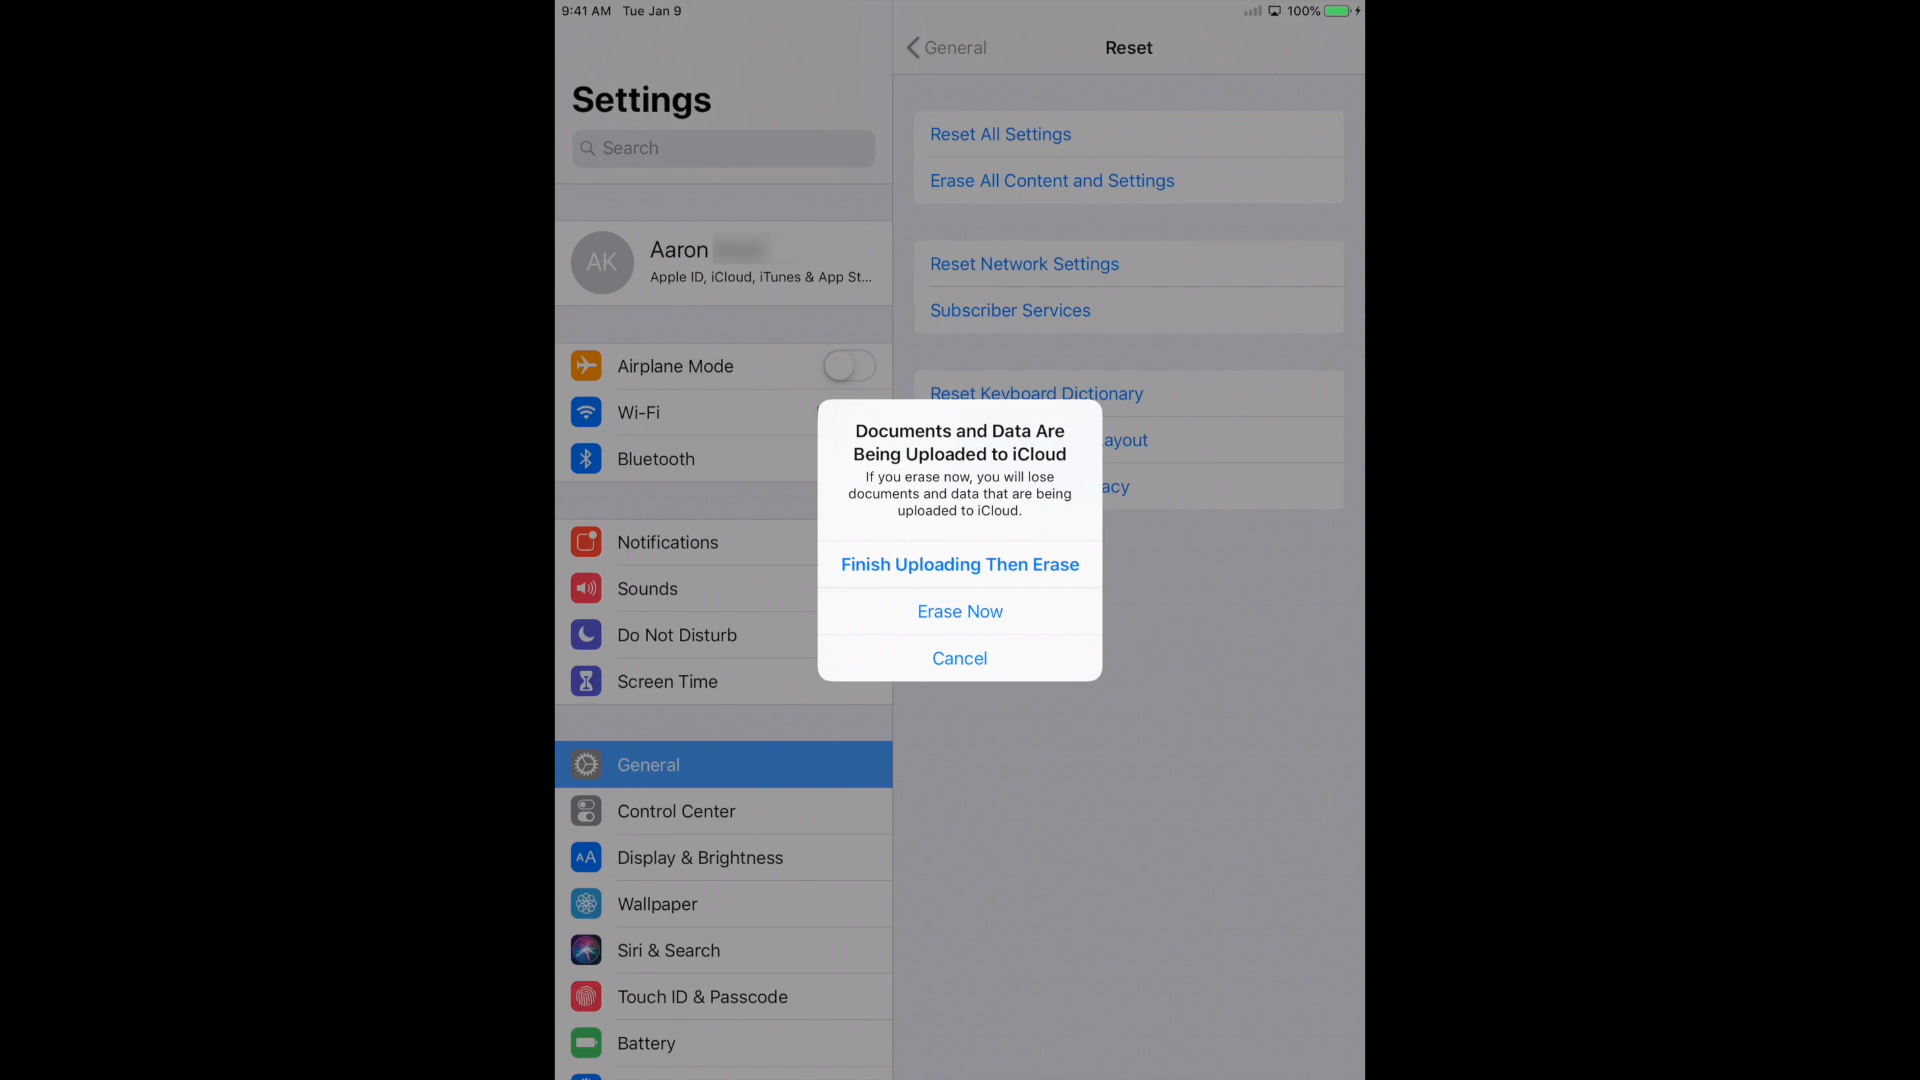 9:41 AM Tue Jan 9
100%
Settings
Search
Aaron
Apple ID, iCloud, iTunes & App St...
Airplane Mode
Wi-Fi
Bluetooth
Notifications
Sounds
Do Not Disturb
Screen Time
General
Control Center
AA
Display & Brightness
Wallpaper
Siri & Search
Touch ID & Passcode
Battery
AK
General
Reset
Reset All Settings
Erase All Content and Settings
Reset Network Settings
Subscriber Services
Reset Keyboard Dictionary
ayout
acy
Documents and Data Are
Being Uploaded to iCloud
If you erase now, you will lose
documents and data that are being
uploaded to iCloud.
Finish Uploading Then Erase
Erase Now
Cancel